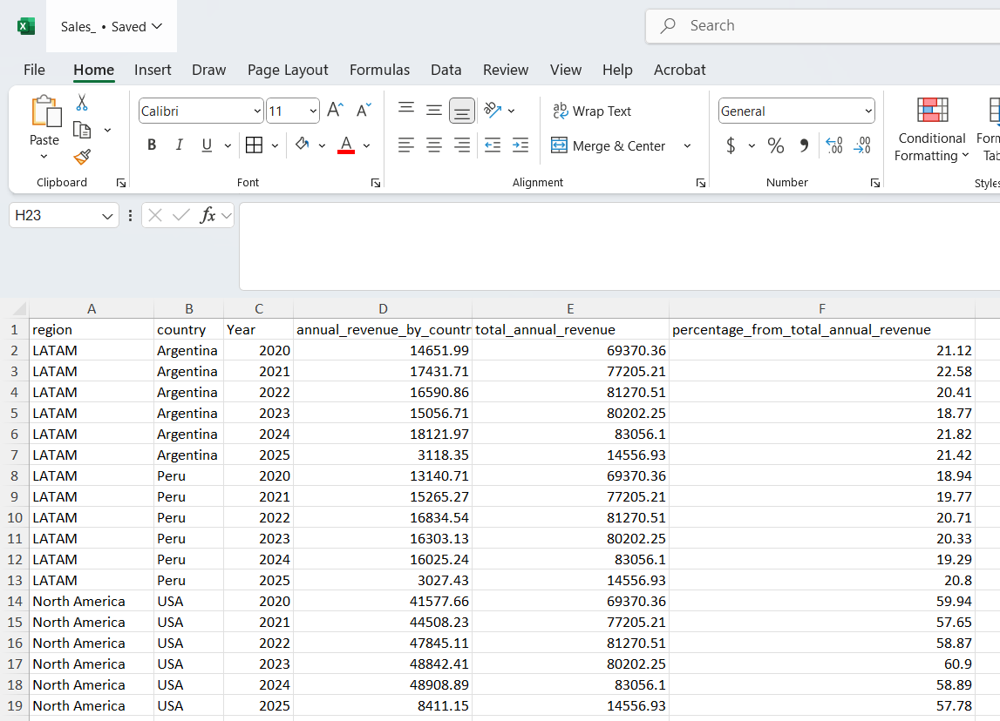 Sales_ • Saved
Search
File Home Insert Draw Page Layout Formulas Data Review View Help Acrobat
Paste
Clipboard
Calibri 11 A A
B I U A
Font
ab Wrap Text
Merge & Center
Alignment
General
$ % 9 .00 .00
Number
Conditional
Formatting
Styles
H23 fx
A B C D E F
1 region country Year annual_revenue_by_countr total_annual_revenue percentage_from_total_annual_revenue
2 LATAM Argentina 2020 14651.99 69370.36 21.12
3 LATAM Argentina 2021 17431.71 77205.21 22.58
4 LATAM Argentina 2022 16590.86 81270.51 20.41
5 LATAM Argentina 2023 15056.71 80202.25 18.77
6 LATAM Argentina 2024 18121.97 83056.1 21.82
7 LATAM Argentina 2025 3118.35 14556.93 21.42
8 LATAM Peru 2020 13140.71 69370.36 18.94
9 LATAM Peru 2021 15265.27 77205.21 19.77
10 LATAM Peru 2022 16834.54 81270.51 20.71
11 LATAM Peru 2023 16303.13 80202.25 20.33
12 LATAM Peru 2024 16025.24 83056.1 19.29
13 LATAM Peru 2025 3027.43 14556.93 20.8
14 North America USA 2020 41577.66 69370.36 59.94
15 North America USA 2021 44508.23 77205.21 57.65
16 North America USA 2022 47845.11 81270.51 58.87
17 North America USA 2023 48842.41 80202.25 60.9
18 North America USA 2024 48908.89 83056.1 58.89
19 North America USA 2025 8411.15 14556.93 57.78